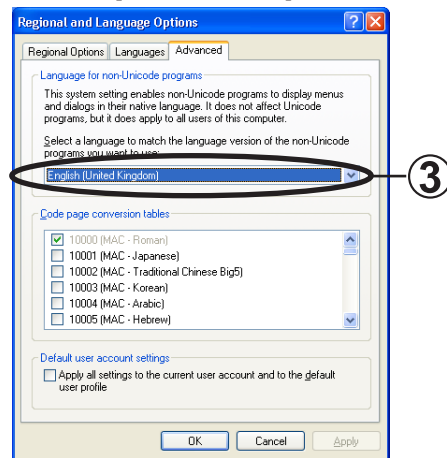 Regional and Language Options
Regional Options Languages Advanced
Language for non-Unicode programs
This system setting enables non-Unicode programs to display menus
and dialogs in their native language. It does not affect Unicode
programs, but it does apply to all users of this computer.
Select a language to match the language version of the non-Unicode
programs you want to use:
English (United Kingdom)
3
Code page conversion tables
10000 (MAC - Roman)
10001 (MAC - Japanese)
10002 (MAC - Traditional Chinese Big5)
10003 (MAC - Korean)
10004 (MAC - Arabic)
10005 (MAC - Hebrew)
Default user account settings
Apply all settings to the current user account and to the default
user profile
OK Cancel Apply